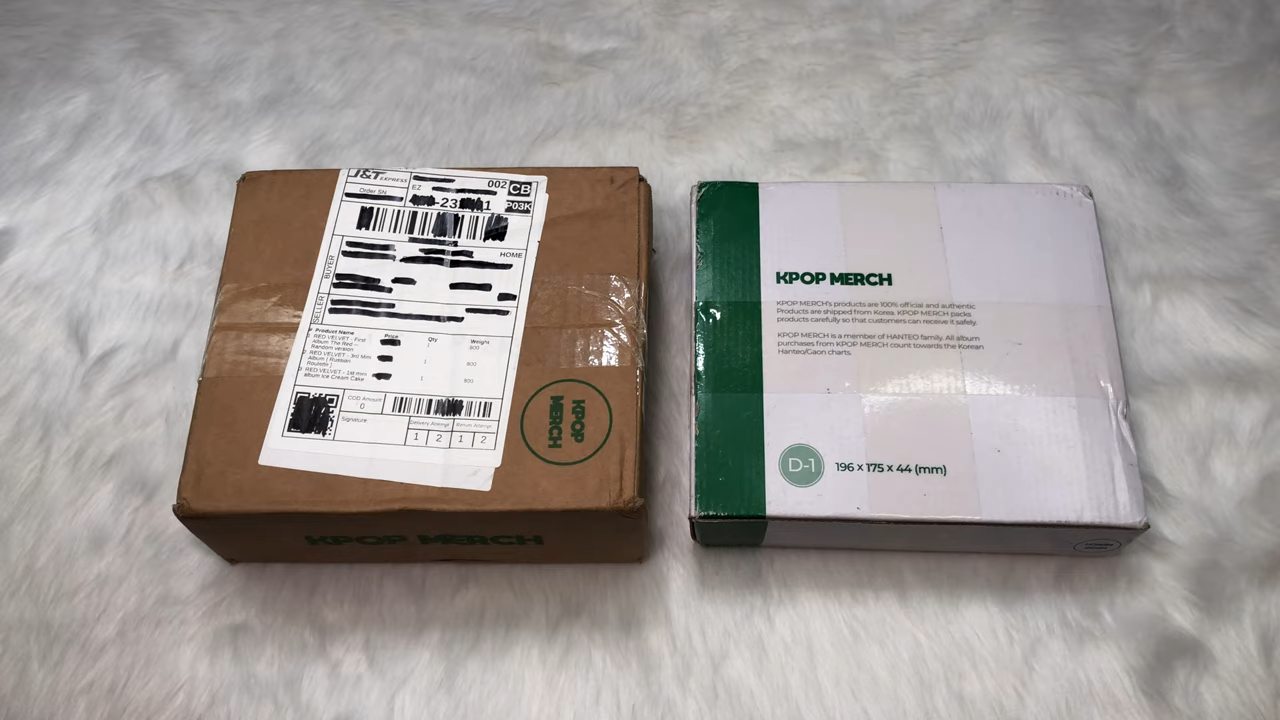 J&T EXPRESS
Order SN
EZ
002 CB
P03K
BUYER
HOME
SELLER
# Product Name Price Qty Weight
RED VELVET - First
Album The Red -
Random version
1
800
2 RED VELVET - 3rd Mini
Album [ Russian
Roulette ]
1
800
RED VELVET - 1st mini
album Ice Cream Cake
1
800
COD Amount
0
Signature
Delivery Attempt
1 2 1 2
KPOP
MERCH
KPOP MERCH
KPOP MERCH
KPOP MERCH's products are 100% official and authentic.
Products are shipped from Korea. KPOP MERCH packs
products carefully so that customers can receive it safely.
KPOP MERCH is a member of HANTEO family. All album
purchases from KPOP MERCH count towards the Korean
Hanteo/Gaon charts.
D-1 196 x 175 x 44 (mm)